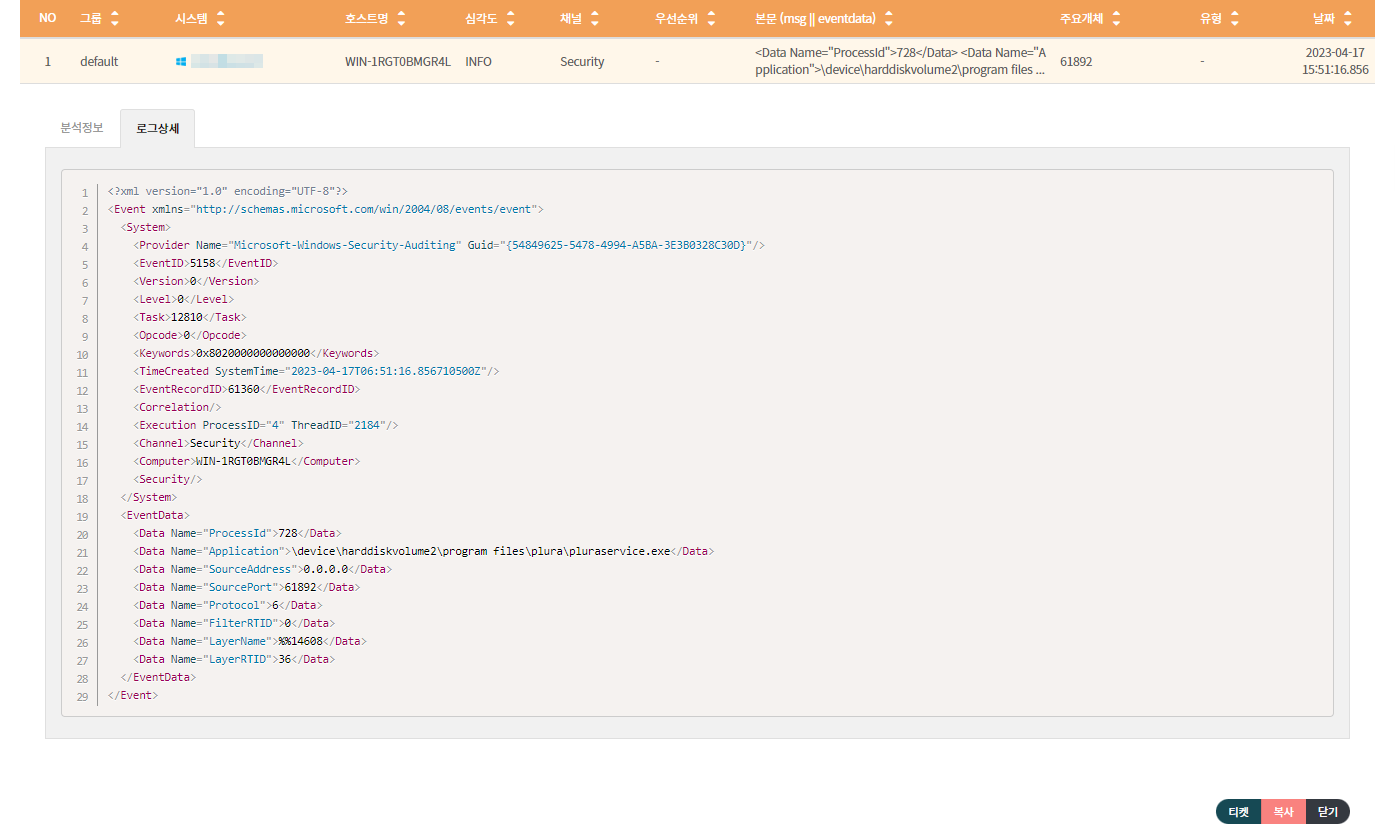 NO 그룹 시스템 호스트명 심각도 채널 우선순위 본문 (msg || eventdata) 주요개체 유형 날짜
1 default WIN-1RGT0BMGR4L INFO Security - <Data Name="ProcessId">728</Data> <Data Name="A 61892 - 2023-04-17
pplication">\device\harddiskvolume2\program files ... 15:51:16.856
분석정보 로그상세
1 <?xml version="1.0" encoding="UTF-8"?>
2 <Event xmlns="http://schemas.microsoft.com/win/2004/08/events/event">
3 <System>
4 <Provider Name="Microsoft-Windows-Security-Auditing" Guid="{54849625-5478-4994-A5BA-3E3B0328C30D}"/>
5 <EventID>5158</EventID>
6 <Version>0</Version>
7 <Level>0</Level>
8 <Task>12810</Task>
9 <Opcode>0</Opcode>
10 <Keywords>0x8020000000000000</Keywords>
11 <TimeCreated SystemTime="2023-04-17T06:51:16.856710500Z"/>
12 <EventRecordID>61360</EventRecordID>
13 <Correlation/>
14 <Execution ProcessID="4" ThreadID="2184"/>
15 <Channel>Security</Channel>
16 <Computer>WIN-1RGT0BMGR4L</Computer>
17 <Security/>
18 </System>
19 <EventData>
20 <Data Name="ProcessId">728</Data>
21 <Data Name="Application">\device\harddiskvolume2\program files\plura\pluraservice.exe</Data>
22 <Data Name="SourceAddress">0.0.0.0</Data>
23 <Data Name="SourcePort">61892</Data>
24 <Data Name="Protocol">6</Data>
25 <Data Name="FilterRTID">0</Data>
26 <Data Name="LayerName">%%14608</Data>
27 <Data Name="LayerRTID">36</Data>
28 </EventData>
29 </Event>
티켓 복사 닫기